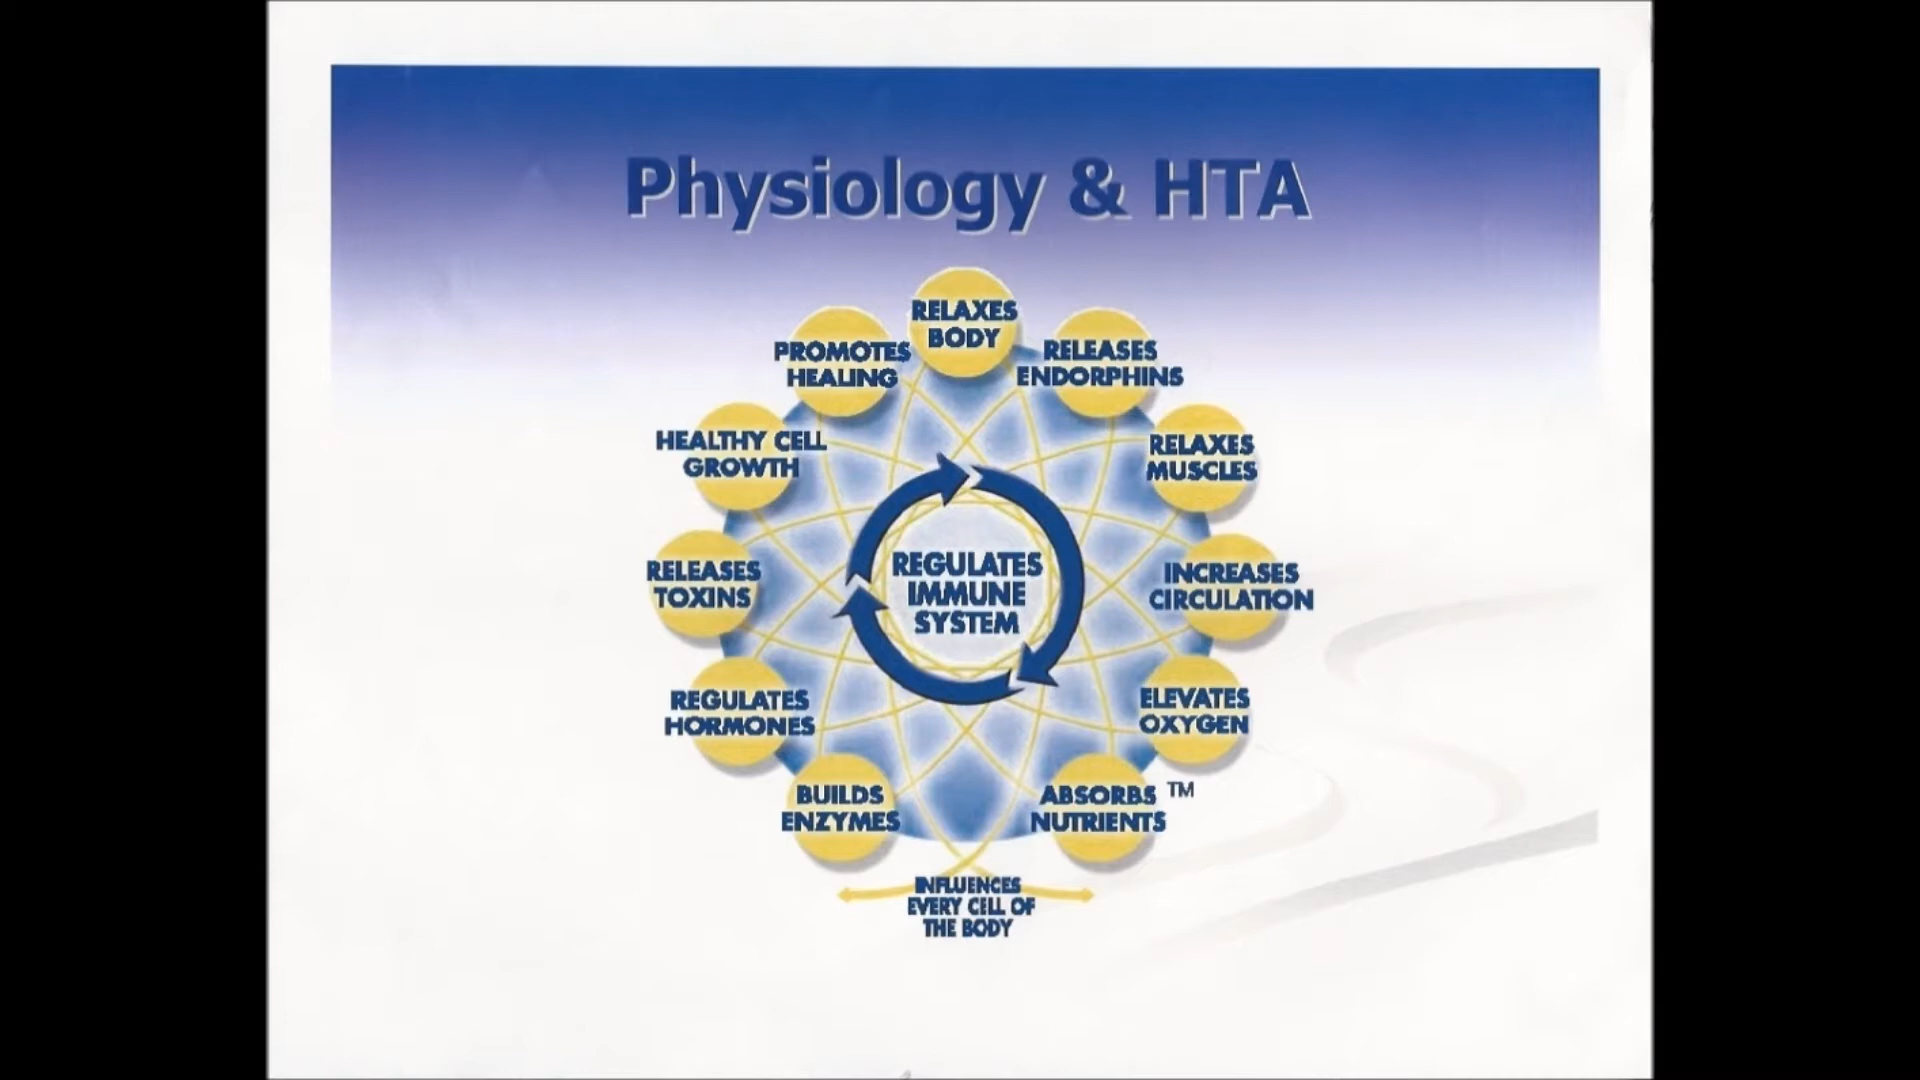 Physiology & HTA
RELAXES
BODY
RELEASES
ENDORPHINS
RELAXES
MUSCLES
INCREASES
CIRCULATION
ELEVATES
OXYGEN
ABSORBS ™
NUTRIENTS
INFLUENCES
EVERY CELL OF
THE BODY
BUILDS
ENZYMES
REGULATES
HORMONES
RELEASES
TOXINS
HEALTHY CELL
GROWTH
PROMOTES
HEALING
REGULATES
IMMUNE
SYSTEM